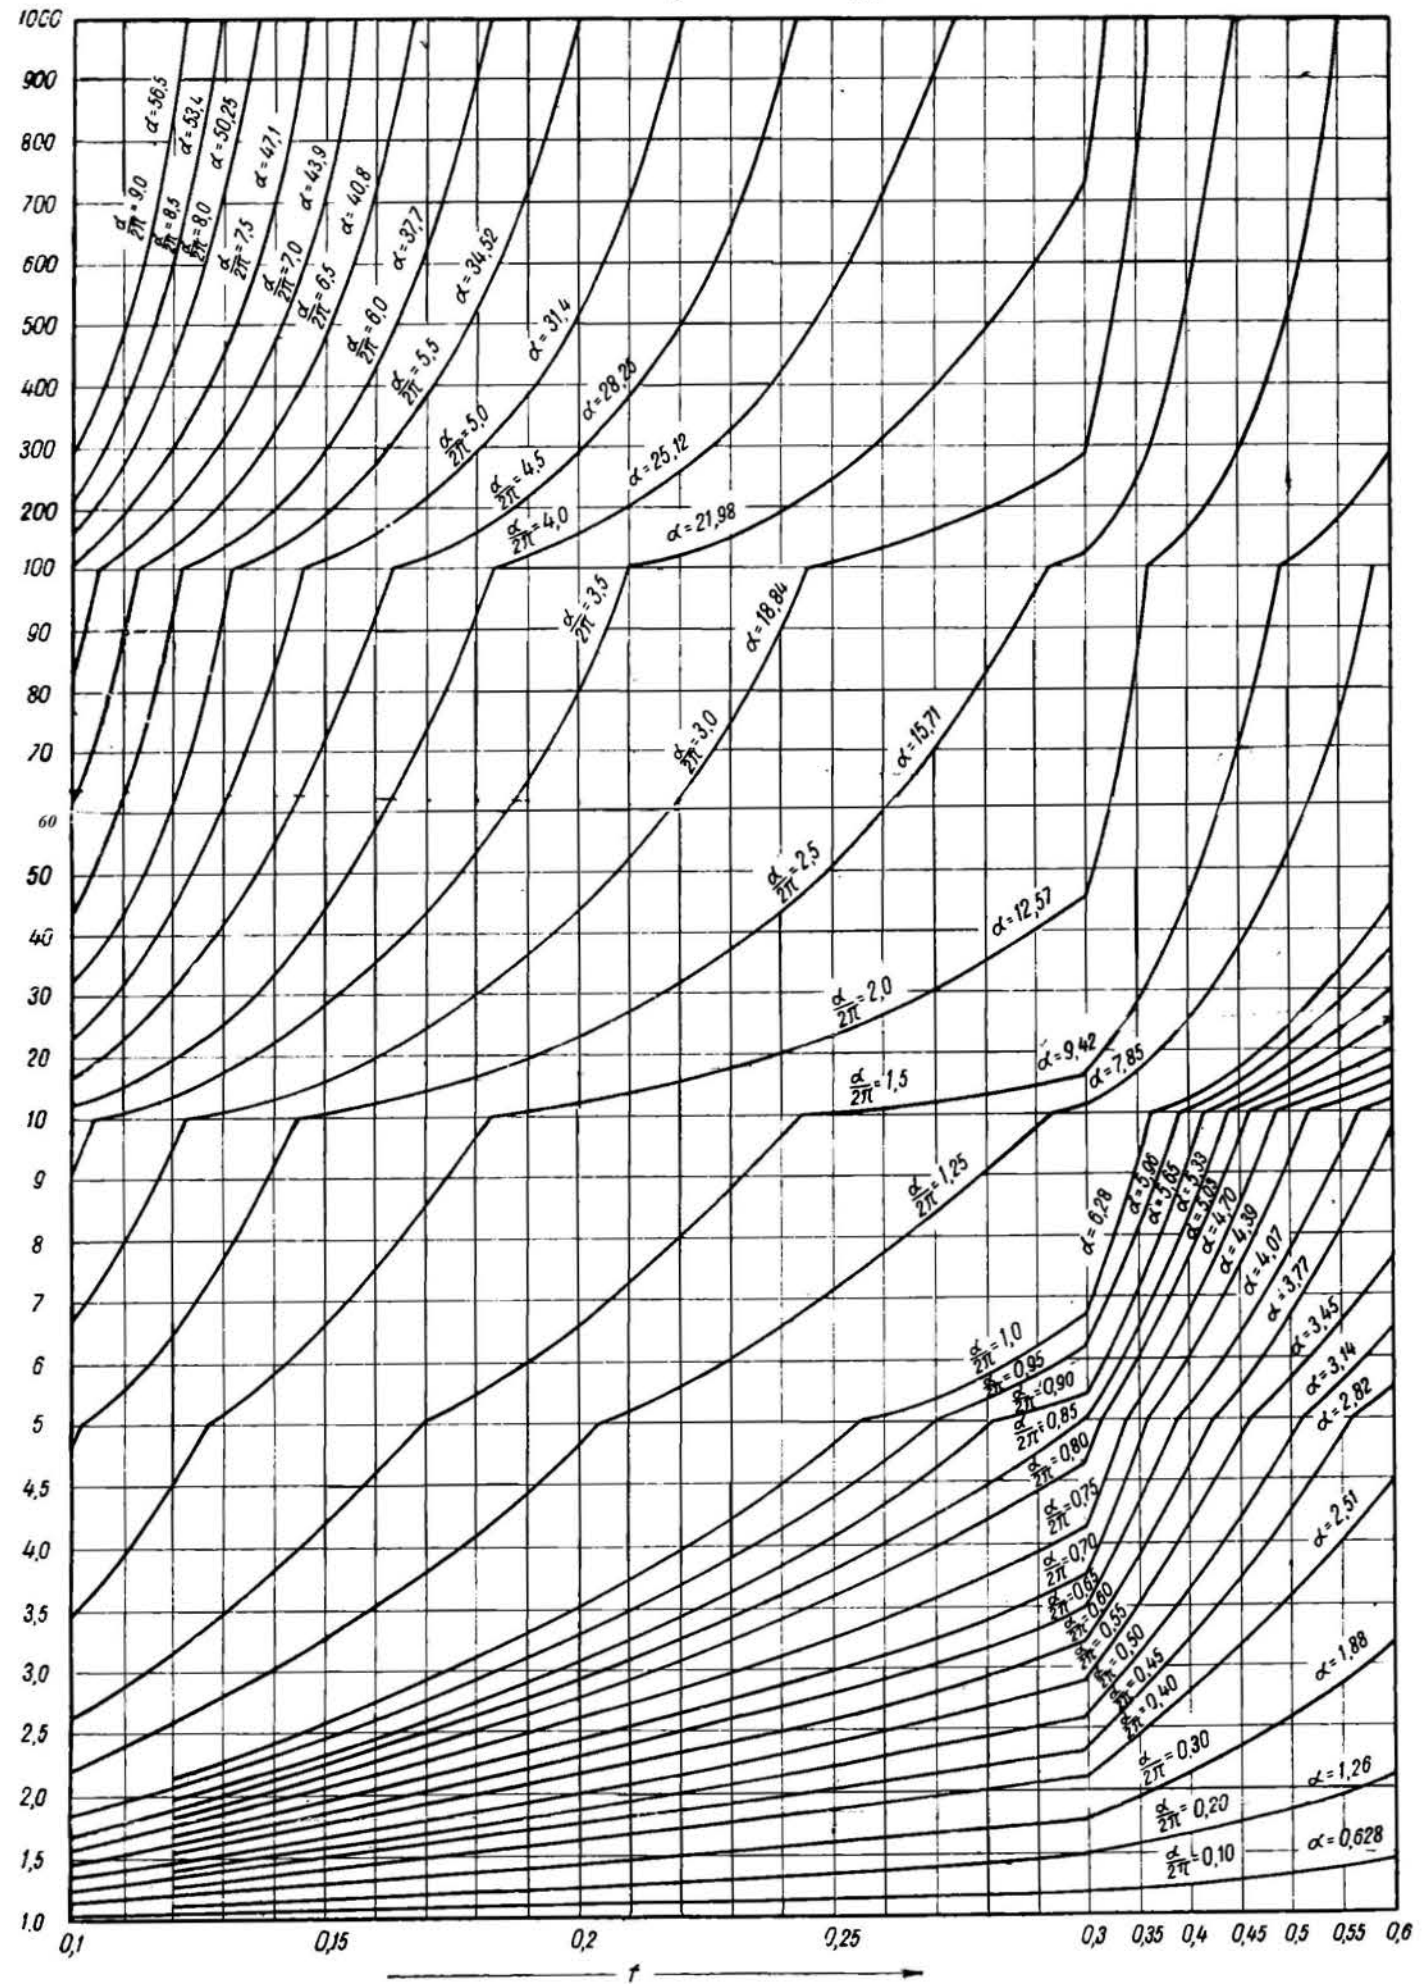 1000
900
800
700
600
500
400
300
200
100
90
80
70
60
50
40
30
20
10
9
8
7
6
5
4,5
4,0
3,5
3,0
2,5
2,0
1,5
1.0
α=56,5
α=53,4
α=50,25
α=47,1
α=43,9
α=40,8
α=37,7
α=34,52
α=31,4
α=28,26
α=25,12
α=21,98
α=18,84
α=15,71
α=12,57
α=9,42
α=7,85
α/2π=9,0
α/2π=8,5
α/2π=8,0
α/2π=7,5
α/2π=7,0
α/2π=6,5
α/2π=6,0
α/2π=5,5
α/2π=5,0
α/2π=4,5
α/2π=4,0
α/2π=3,5
α/2π=3,0
α/2π=2,5
α/2π=2,0
α/2π=1,5
α/2π=1,25
α=6,28
α=5,96
α=5,65
α=5,33
α=5,03
α=4,70
α=4,39
α=4,07
α=3,77
α=3,45
α=3,14
α=2,82
α=2,51
α=1,88
α=1,26
α=0,628
α/2π=1,0
α/2π=0,95
α/2π=0,90
α/2π=0,85
α/2π=0,80
α/2π=0,75
α/2π=0,70
α/2π=0,65
α/2π=0,60
α/2π=0,55
α/2π=0,50
α/2π=0,45
α/2π=0,40
α/2π=0,30
α/2π=0,20
α/2π=0,10
0,1 0,15 0,2 0,25 0,3 0,35 0,4 0,45 0,5 0,55 0,6
f